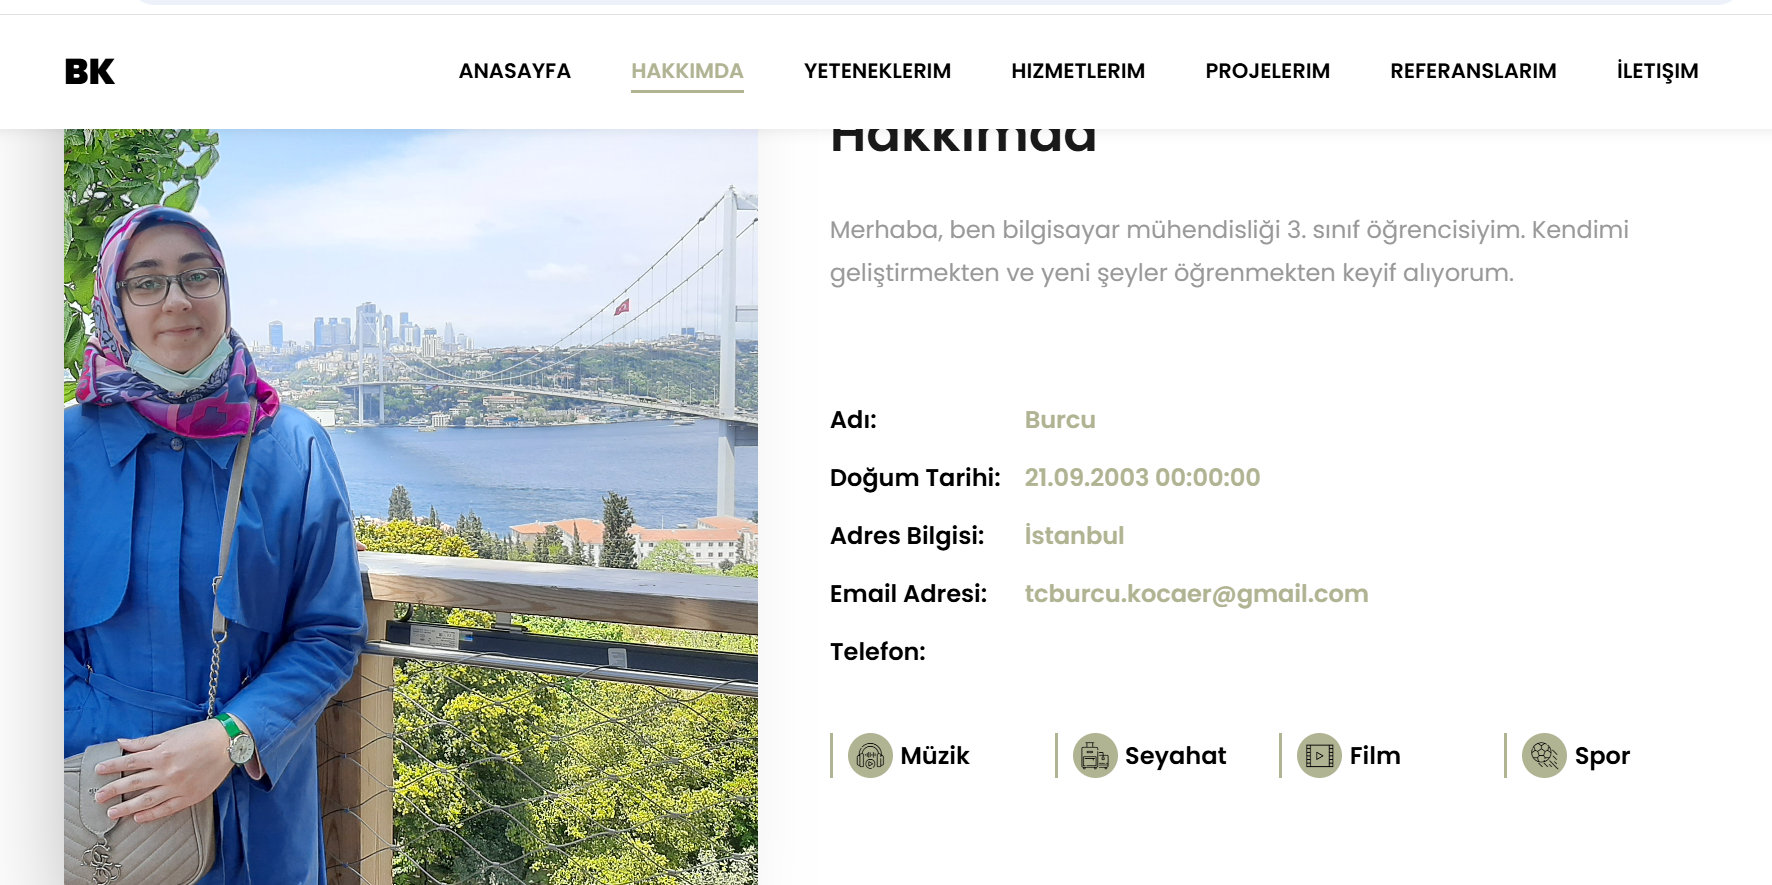 BK
ANASAYFA HAKKIMDA YETENEKLERIM HIZMETLERIM PROJELERIM REFERANSLARIM İLETIŞIM
Hakkımda
Merhaba, ben bilgisayar mühendisliği 3. sınıf öğrencisiyim. Kendimi
geliştirmekten ve yeni şeyler öğrenmekten keyif alıyorum.
Adı: Burcu
Doğum Tarihi: 21.09.2003 00:00:00
Adres Bilgisi: İstanbul
Email Adresi: tcburcu.kocaer@gmail.com
Telefon:
Müzik Seyahat Film Spor